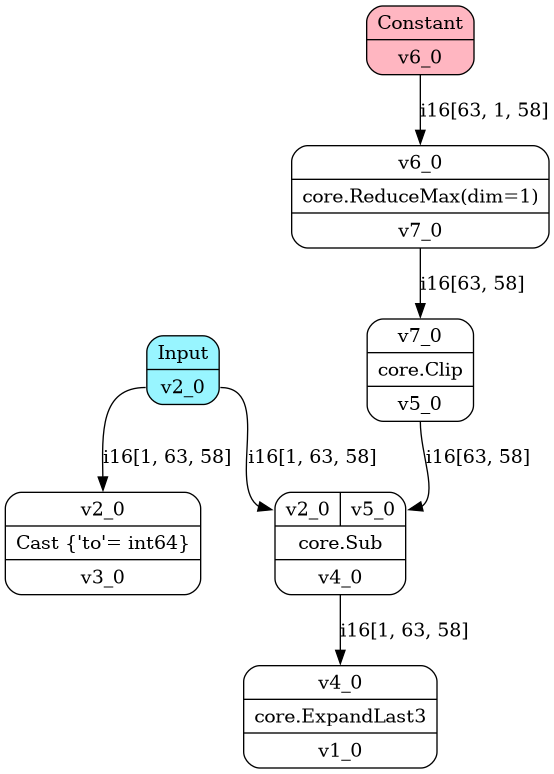 Constant
v6_0
i16[63, 1, 58]
v6_0
core.ReduceMax(dim=1)
v7_0
i16[63, 58]
v7_0
core.Clip
v5_0
Input
v2_0
i16[1, 63, 58]
i16[1, 63, 58]
i16[63, 58]
v2_0
Cast {'to'= int64}
v3_0
v2_0 v5_0
core.Sub
v4_0
i16[1, 63, 58]
v4_0
core.ExpandLast3
v1_0